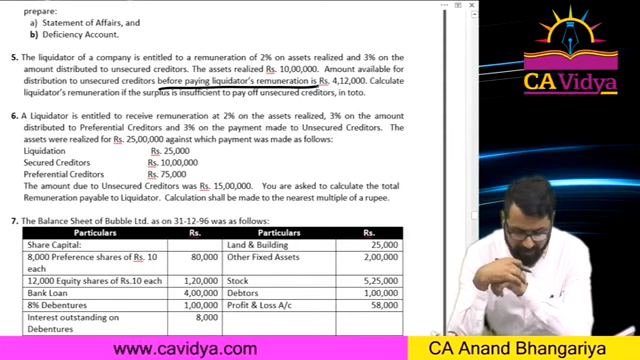 prepare:
a) Statement of Affairs, and
b) Deficiency Account.
5. The liquidator of a company is entitled to a remuneration of 2% on assets realized and 3% on the
amount distributed to unsecured creditors. The assets realized Rs. 10,00,000. Amount available for
distribution to unsecured creditors before paying liquidator's remuneration is Rs. 4,12,000. Calculate
liquidator's remuneration if the surplus is insufficient to pay off unsecured creditors, in toto.
6. A Liquidator is entitled to receive remuneration at 2% on the assets realized, 3% on the amount
distributed to Preferential Creditors and 3% on the payment made to Unsecured Creditors. The
assets were realized for Rs. 25,00,000 against which payment was made as follows:
Liquidation Rs. 25,000
Secured Creditors Rs. 10,00,000
Preferential Creditors Rs. 75,000
The amount due to Unsecured Creditors was Rs. 15,00,000. You are asked to calculate the total
Remuneration payable to Liquidator. Calculation shall be made to the nearest multiple of a rupee.
7. The Balance Sheet of Bubble Ltd. as on 31-12-96 was as follows:
Particulars Rs. Particulars Rs.
Share Capital: Land & Building 25,000
8,000 Preference shares of Rs. 10 each 80,000 Other Fixed Assets 2,00,000
12,000 Equity shares of Rs.10 each 1,20,000 Stock 5,25,000
Bank Loan 4,00,000 Debtors 1,00,000
8% Debentures 1,00,000 Profit & Loss A/c 58,000
Interest outstanding on Debentures 8,000
CA Vidya
www.cavidya.com
CA Anand Bhangariya